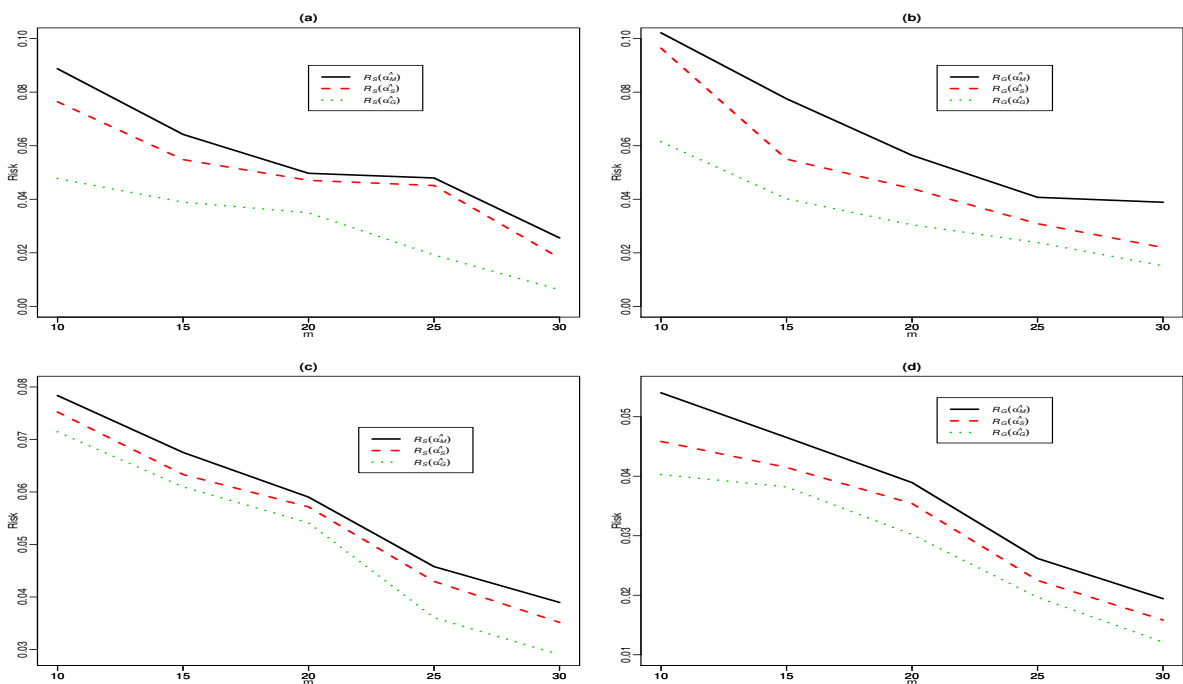 (a)
0.10
0.08
0.06
0.04
0.02
0.00
Risk
R_S(α̂_M)
R_S(α̂_S)
R_S(α̂_G)
10 15 20 25 30
m
(b)
0.10
0.08
0.06
0.04
0.02
0.00
Risk
R_G(α̂_M)
R_G(α̂_S)
R_G(α̂_G)
10 15 20 25 30
m
(c)
0.08
0.07
0.06
0.05
0.04
0.03
Risk
R_S(α̂_M)
R_S(α̂_S)
R_S(α̂_G)
10 15 20 25 30
m
(d)
0.05
0.04
0.03
0.02
0.01
Risk
R_G(α̂_M)
R_G(α̂_S)
R_G(α̂_G)
10 15 20 25 30
m